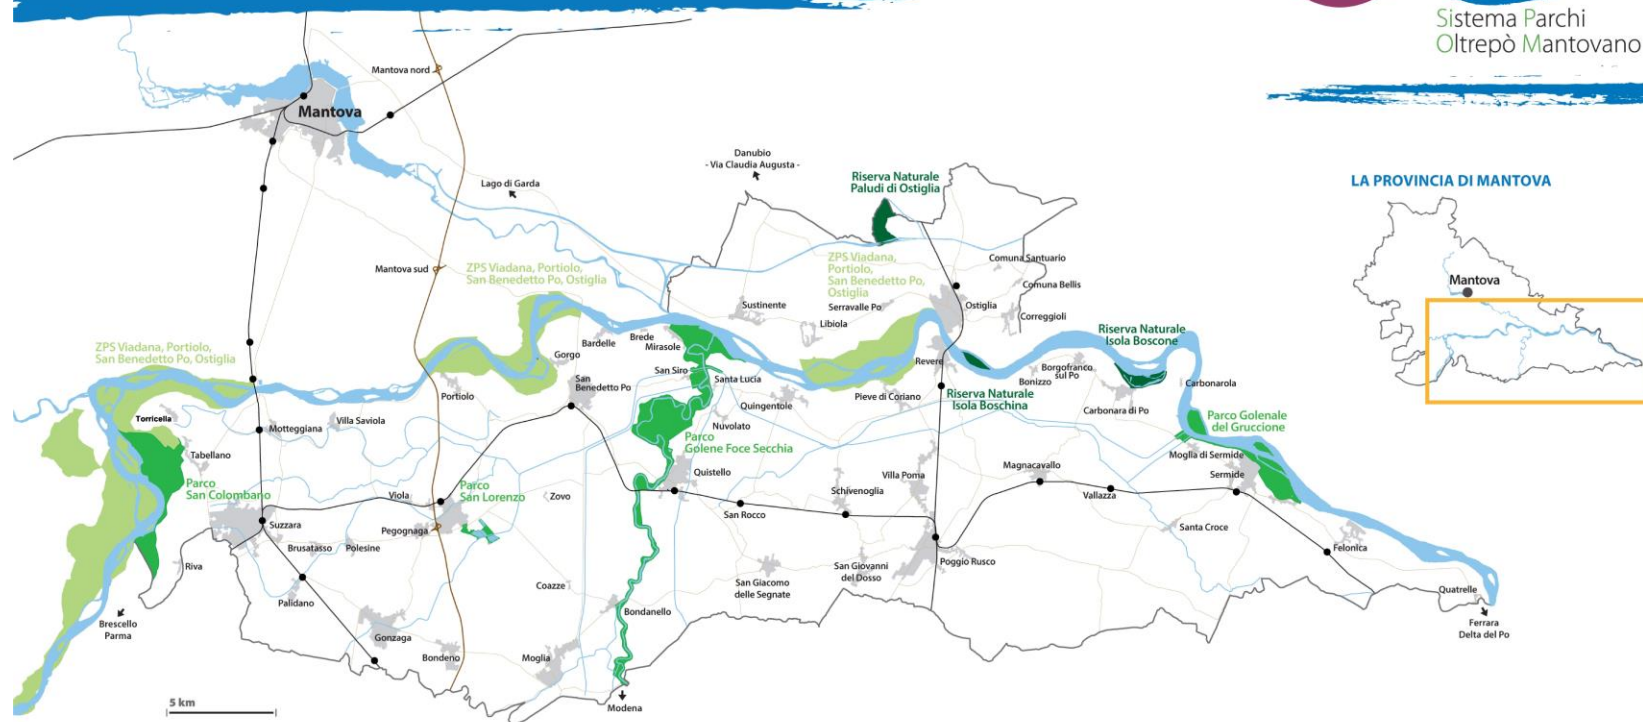 Sistema Parchi
Oltrepò Mantovano
Mantova nord
Mantova
Danubio
- Via Claudia Augusta -
Lago di Garda
Riserva Naturale
Paludi di Ostiglia
LA PROVINCIA DI MANTOVA
Mantova
Mantova sud
ZPS Viadana, Portiolo,
San Benedetto Po, Ostiglia
ZPS Viadana,
Portiolo,
San Benedetto Po,
Ostiglia
Comuna Santuario
Comuna Bellis
Sustinente
Serravalle Po
Ostiglia
Correggioli
Libiola
ZPS Viadana, Portiolo,
San Benedetto Po, Ostiglia
Bardelle
Brede
Mirasole
Gorgo
Riserva Naturale
Isola Boscone
Revere
San Siro
Santa Lucia
San
Benedetto Po
Portiolo
Borgofranco
sul Po
Bonizzo
Carbonarola
Riserva Naturale
Isola Boschina
Pieve di Coriano
Quingentole
Carbonara di Po
Torricella
Motteggiana
Villa Saviola
Nuvolato
Parco Golenale
del Gruccione
Parco
Golene Foce Secchia
Tabellano
Moglia di Sermide
Sermide
Quistello
Villa Poma
Magnacavallo
Parco
San Colombano
Parco
San Lorenzo
Viola
Zovo
Schivenoglia
Vallazza
San Rocco
Suzzara
Pegognaga
Santa Croce
Brusatasso
Polesine
Felonica
Riva
San Giovanni
del Dosso
Poggio Rusco
Coazze
San Giacomo
delle Segnate
Palidano
Quatrelle
Brescello
Parma
Bondanello
Ferrara
Delta del Po
Gonzaga
Bondeno
Moglia
Modena
5 km